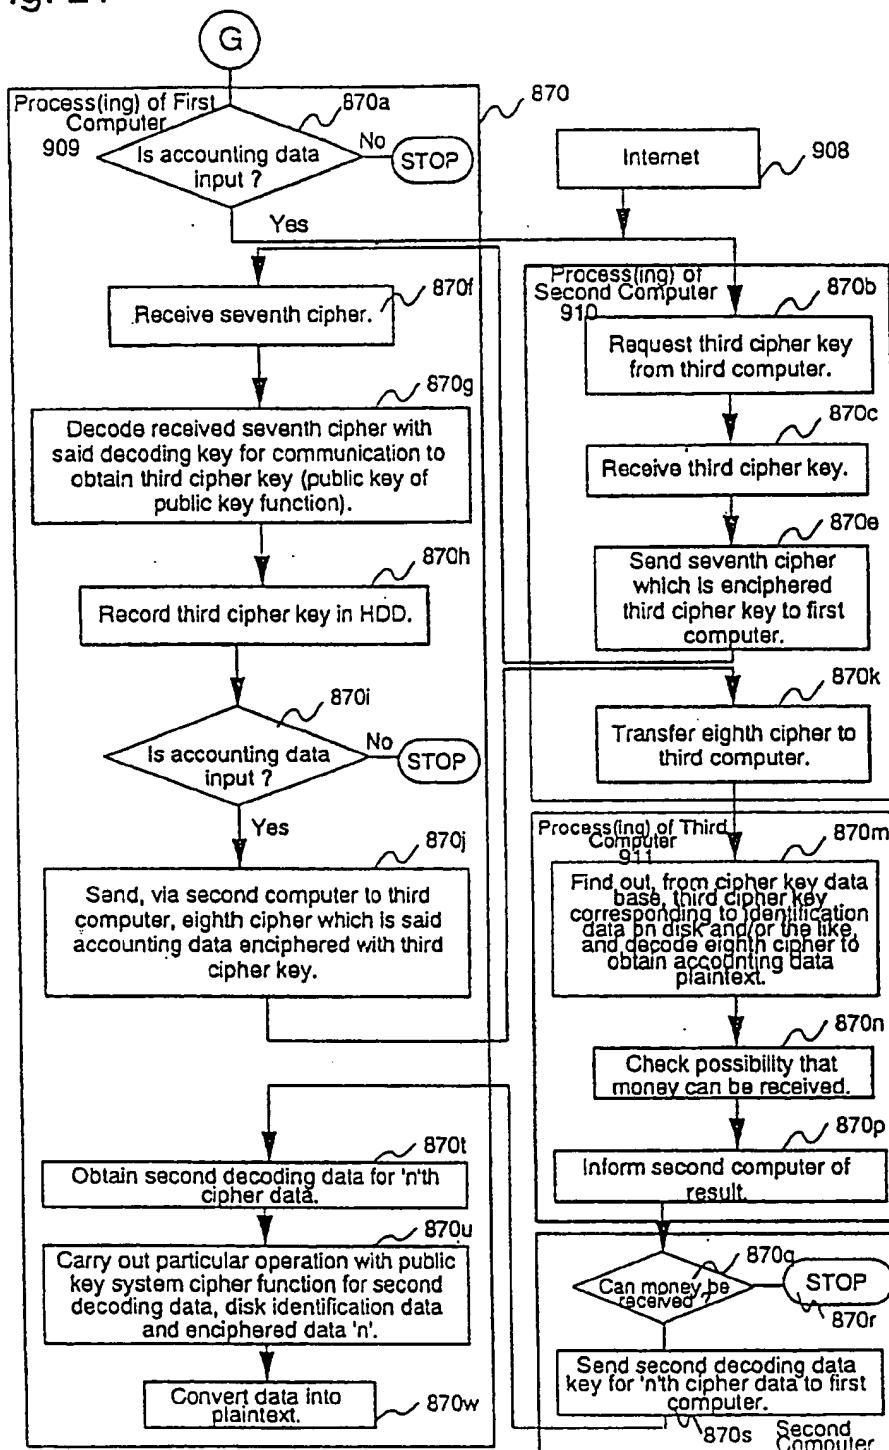 G
Process(ing) of First
Computer
909
870a
870
Is accounting data
input ?
No
STOP
Yes
Internet
908
Process(ing) of
Second Computer
910
870b
Request third cipher key
from third computer.
870c
Receive third cipher key.
870e
Send seventh cipher
which is enciphered
third cipher key to first
computer.
870f
Receive seventh cipher.
870g
Decode received seventh cipher with
said decoding key for communication to
obtain third cipher key (public key of
public key function).
870h
Record third cipher key in HDD.
870i
Is accounting data
input ?
No
STOP
Yes
870j
Send, via second computer to third
computer, eighth cipher which is said
accounting data enciphered with third
cipher key.
870k
Transfer eighth cipher to
third computer.
Process(ing) of Third
Computer
911
870m
Find out, from cipher key data
base, third cipher key
corresponding to identification
data on disk and/or the like,
and decode eighth cipher to
obtain accounting data
plaintext.
870n
Check possibility that
money can be received.
870p
Inform second computer of
result.
870q
Can money be
received ?
STOP
870r
Send second decoding data
key for 'n'th cipher data to first
computer.
870s
Second
Computer
870t
Obtain second decoding data for 'n'th
cipher data.
870u
Carry out particular operation with public
key system cipher function for second
decoding data, disk identification data
and enciphered data 'n'.
Convert data into
plaintext.
870w